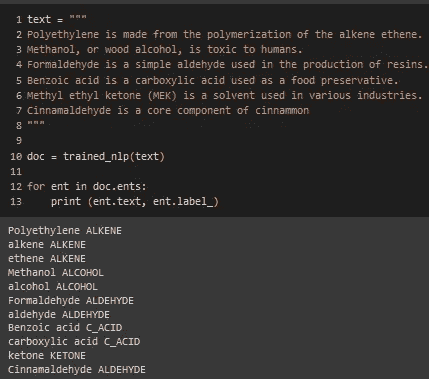 1 text = """
2 Polyethylene is made from the polymerization of the alkene ethene.
3 Methanol, or wood alcohol, is toxic to humans.
4 Formaldehyde is a simple aldehyde used in the production of resins.
5 Benzoic acid is a carboxylic acid used as a food preservative.
6 Methyl ethyl ketone (MEK) is a solvent used in various industries.
7 Cinnamaldehyde is a core component of cinnammon
8 """
9
10 doc = trained_nlp(text)
11
12 for ent in doc.ents:
13     print (ent.text, ent.label_)
Polyethylene ALKENE
alkene ALKENE
ethene ALKENE
Methanol ALCOHOL
alcohol ALCOHOL
Formaldehyde ALDEHYDE
aldehyde ALDEHYDE
Benzoic acid C_ACID
carboxylic acid C_ACID
ketone KETONE
Cinnamaldehyde ALDEHYDE